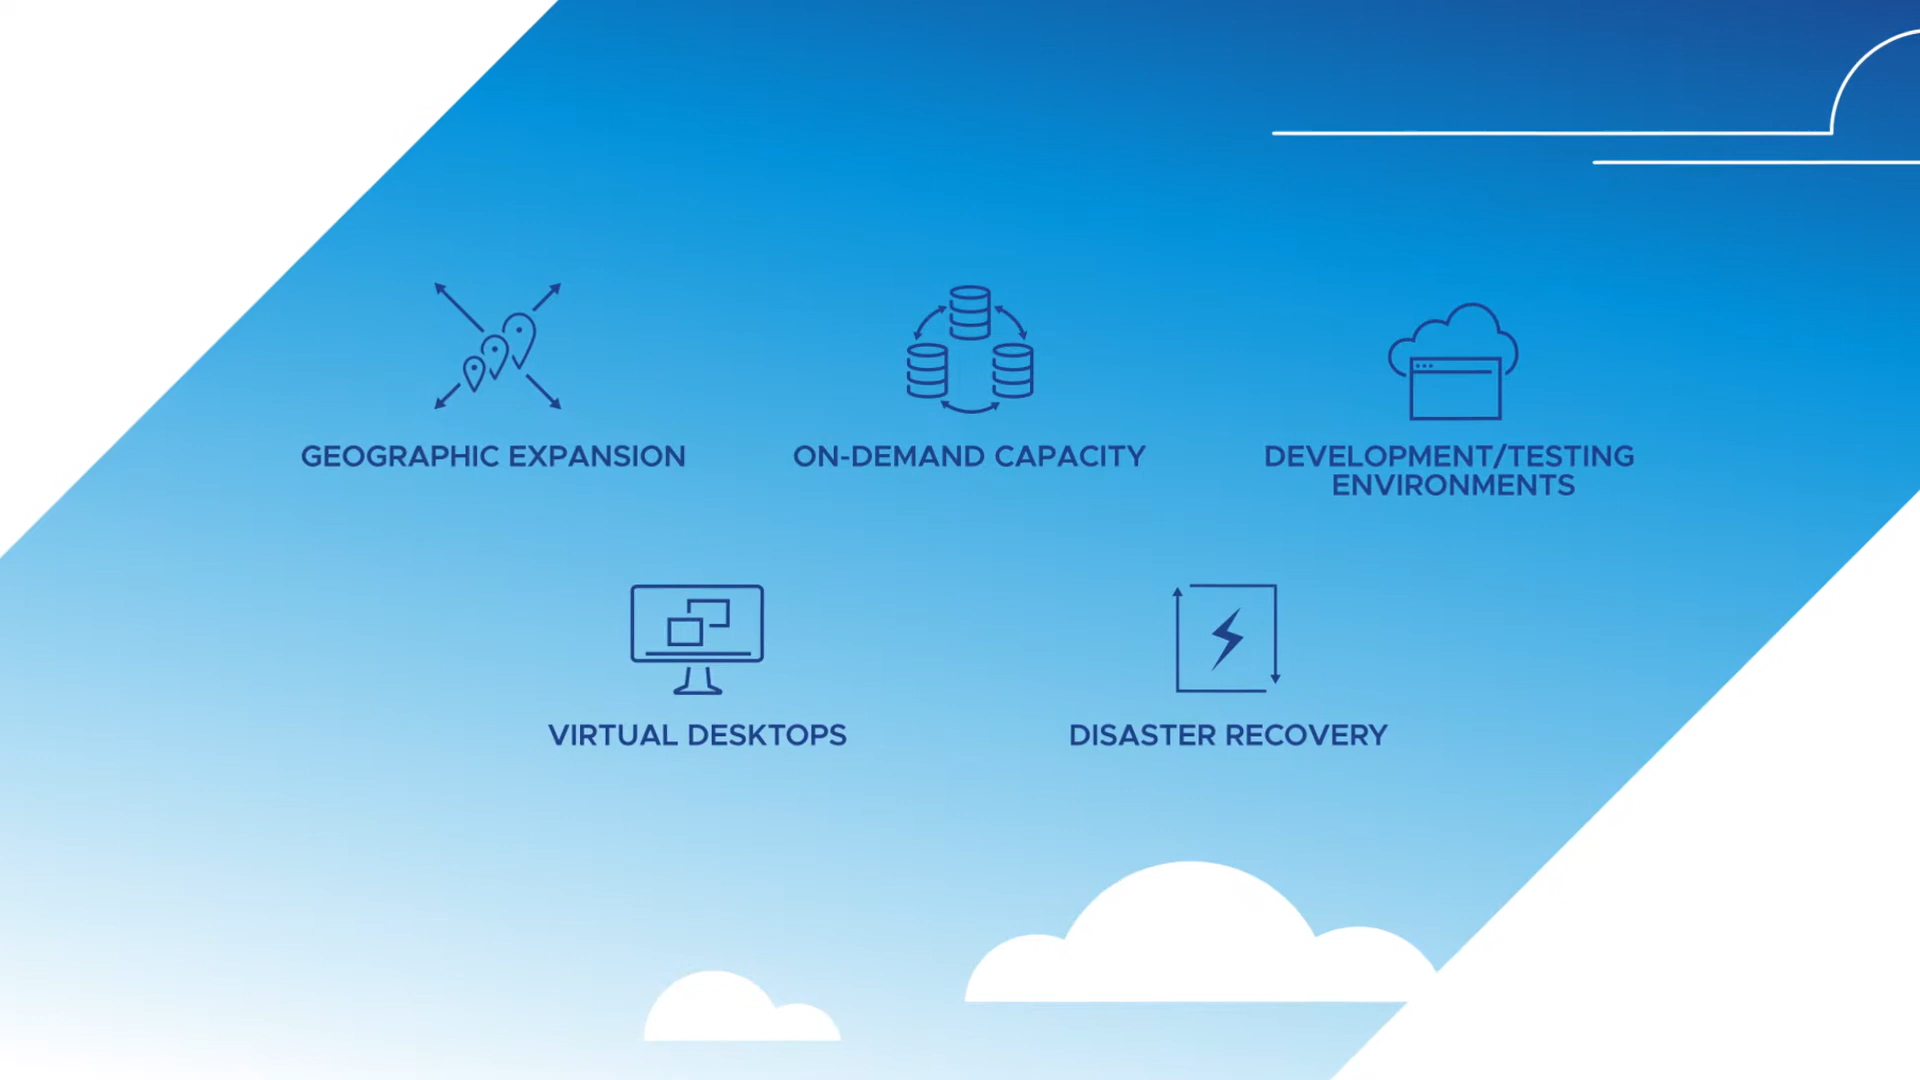 GEOGRAPHIC EXPANSION
ON-DEMAND CAPACITY
DEVELOPMENT/TESTING
ENVIRONMENTS
VIRTUAL DESKTOPS
DISASTER RECOVERY